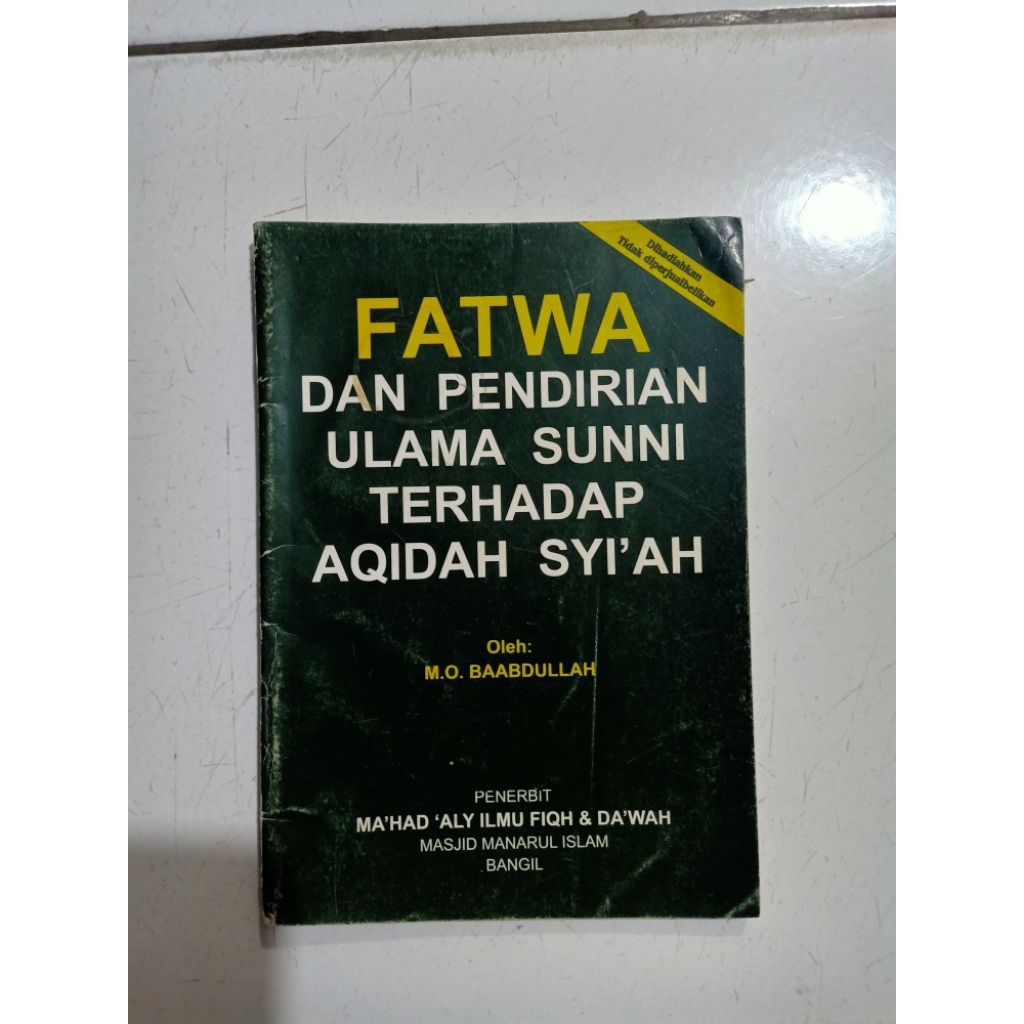 Dihadiahkan
Tidak diperjualbelikan
FATWA
DAN PENDIRIAN
ULAMA SUNNI
TERHADAP
AQIDAH SYI'AH
Oleh:
M.O. BAABDULLAH
PENERBIT
MA'HAD 'ALY ILMU FIQH & DA'WAH
MASJID MANARUL ISLAM
BANGIL